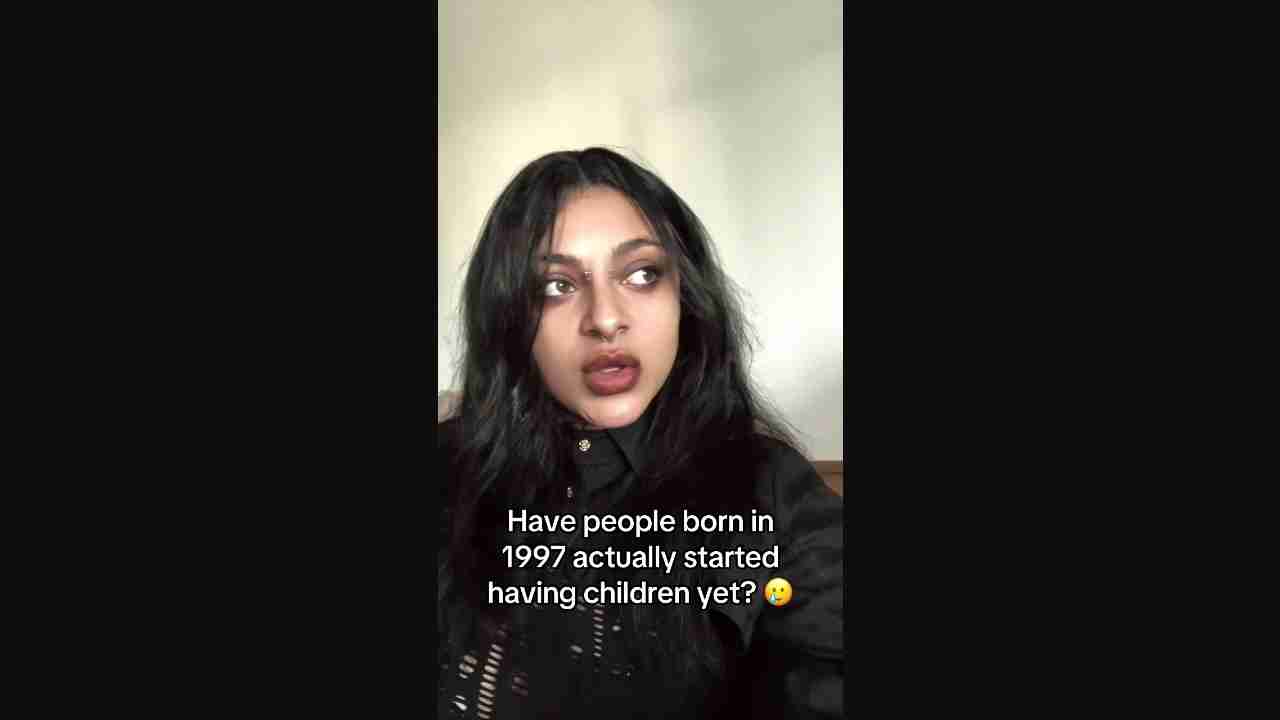 Have people born in
1997 actually started
having children yet? 🥲